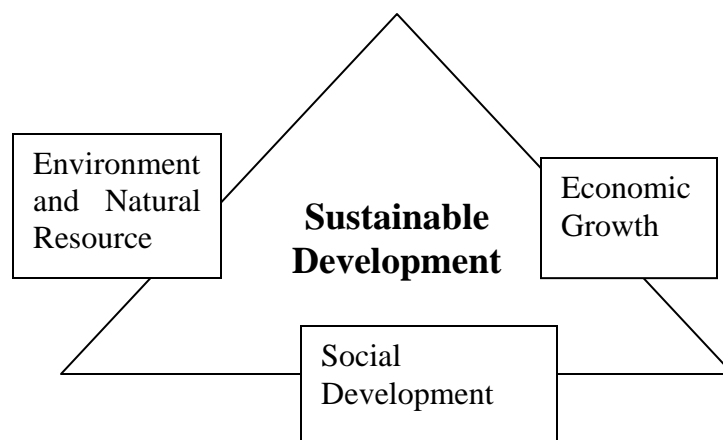 Environment
and Natural
Resource
Economic
Growth
Sustainable
Development
Social
Development